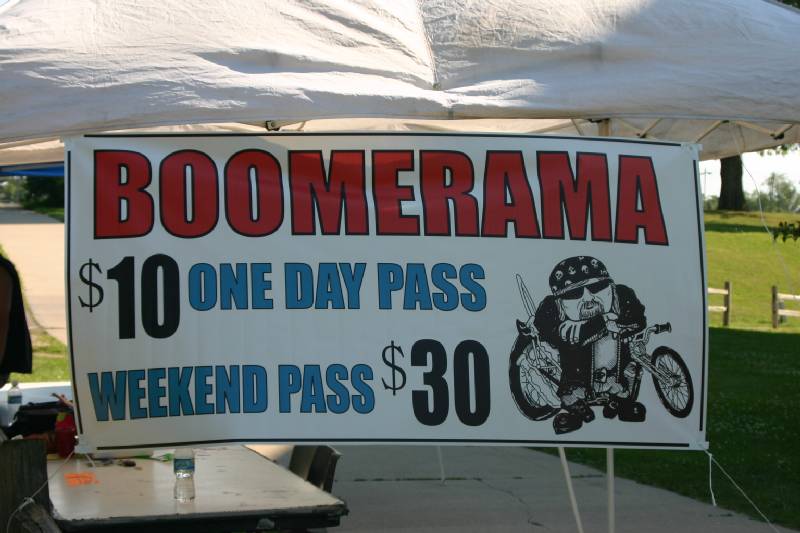 BOOMERAMA
$10 ONE DAY PASS
WEEKEND PASS $30